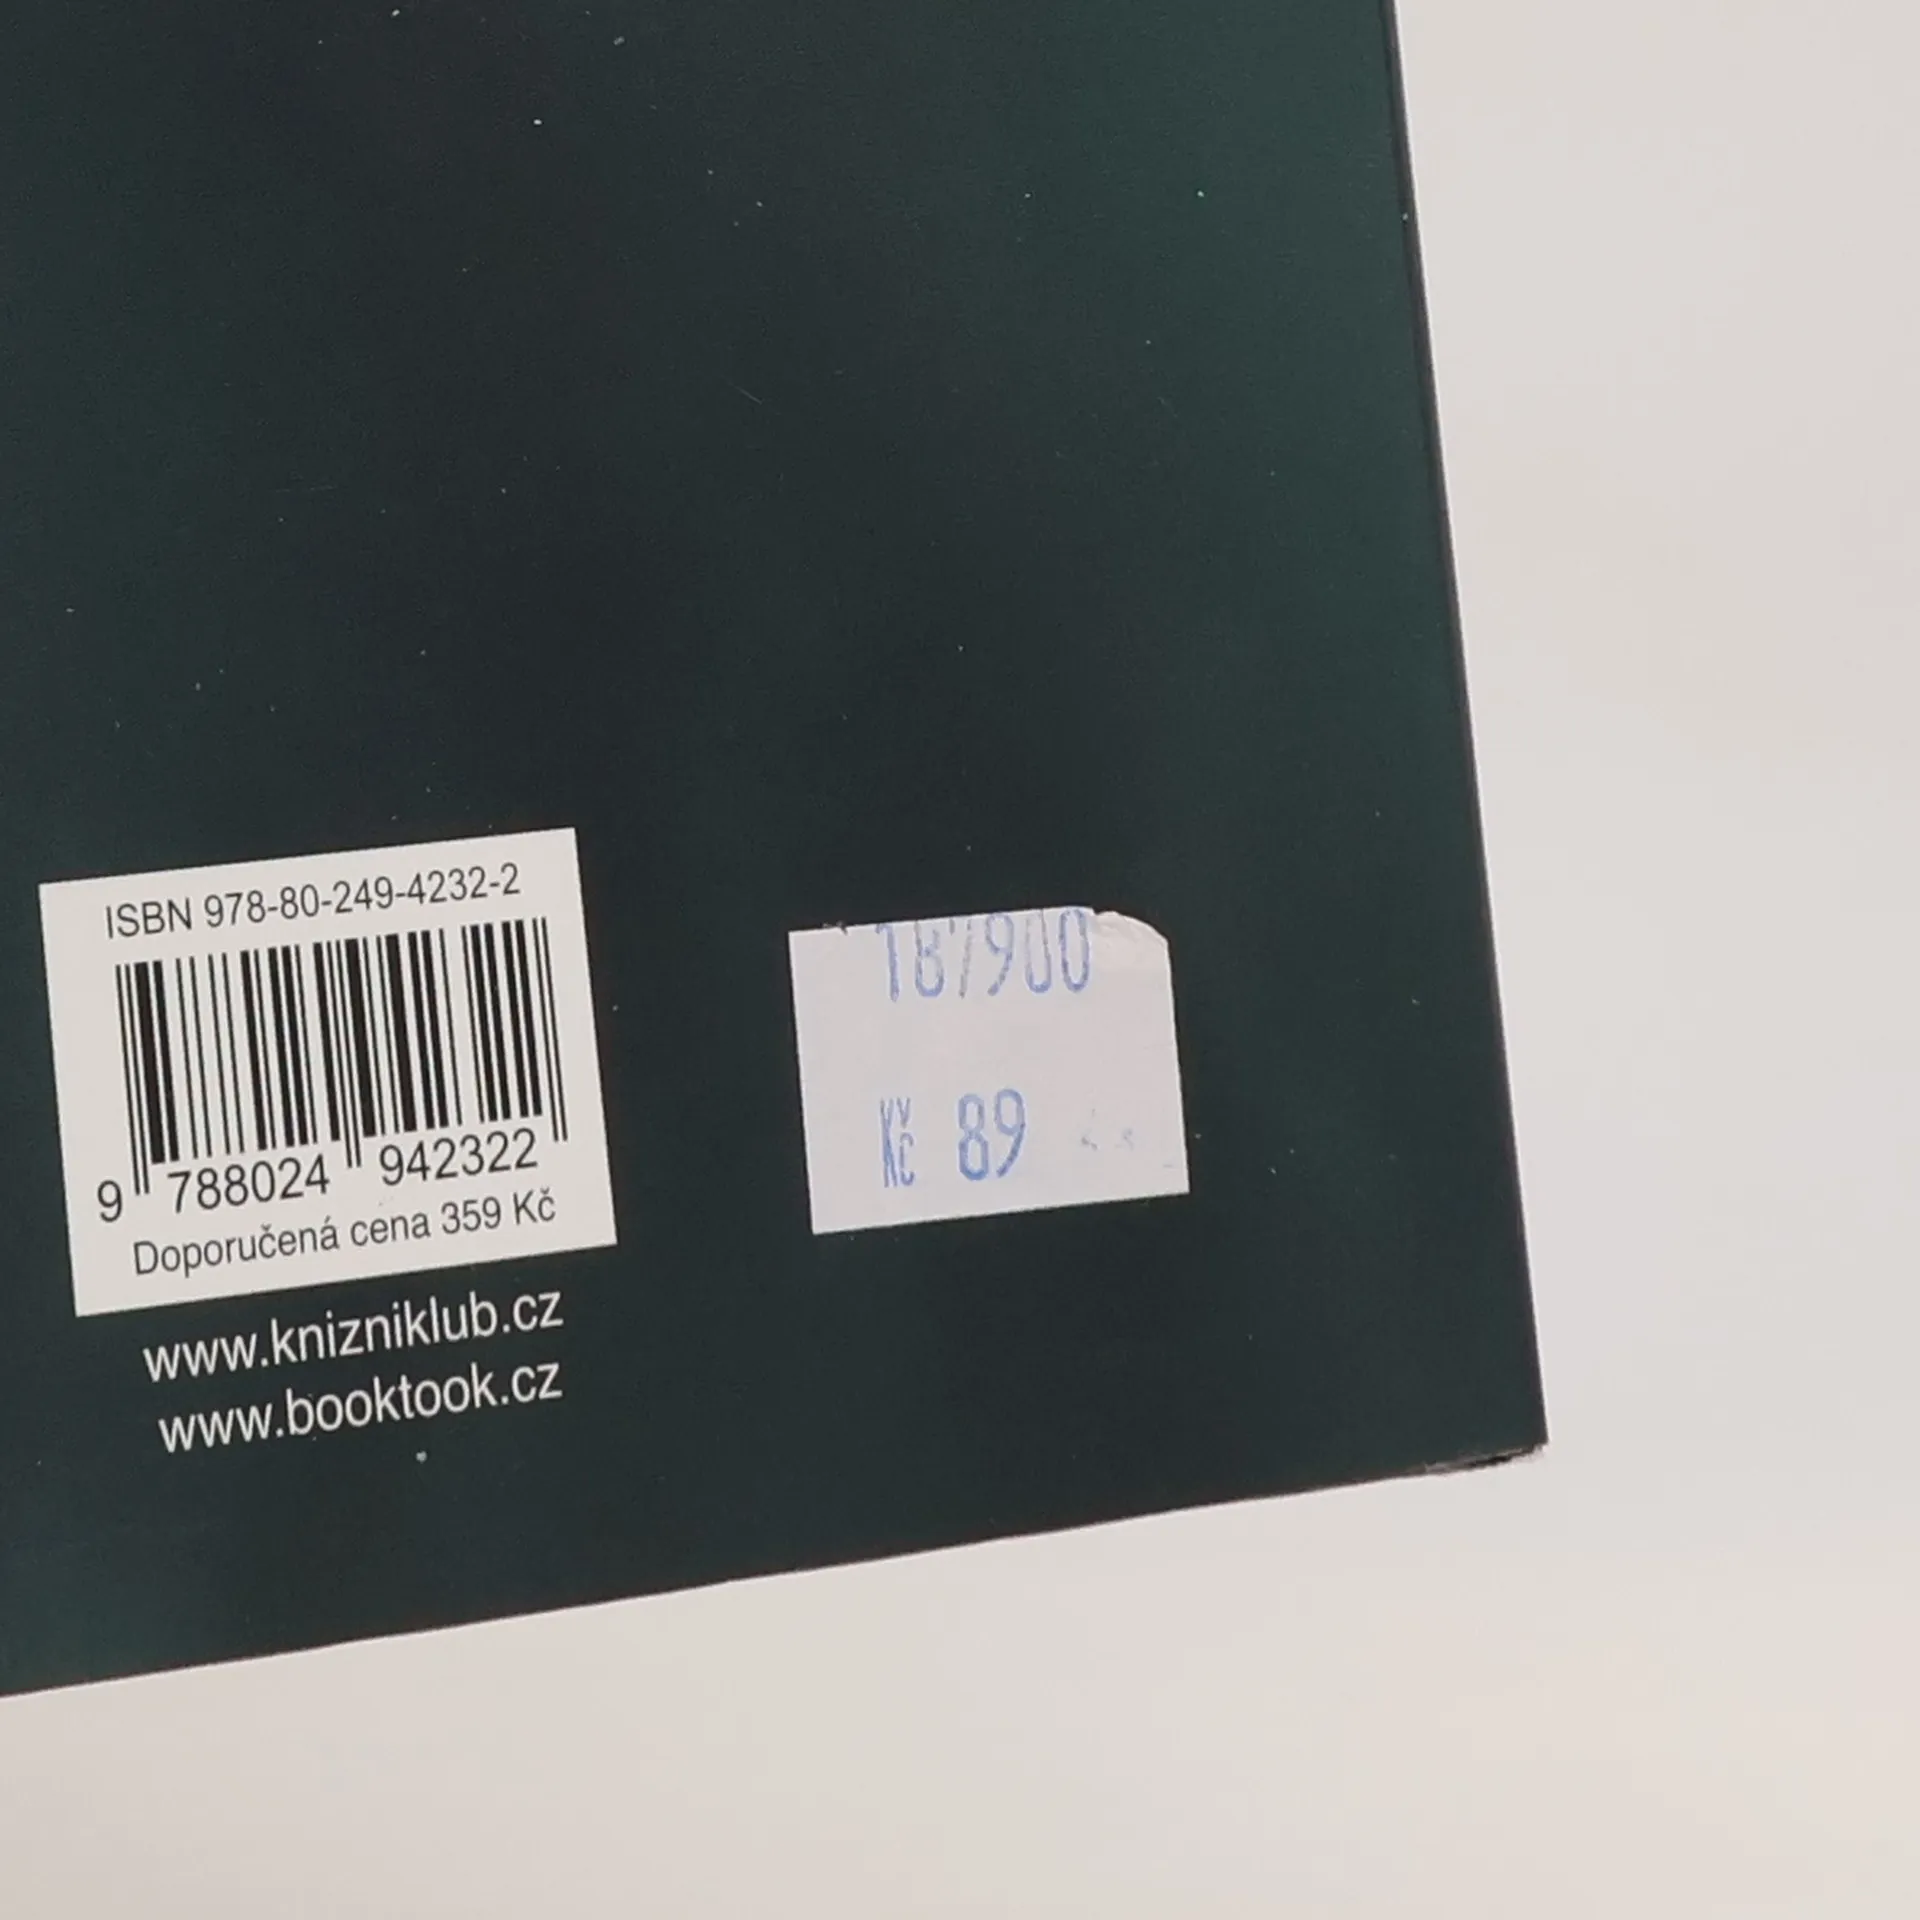 ISBN 978-80-249-4232-2
9 788024 942322
Doporučená cena 359 Kč
www.knizniklub.cz
www.booktook.cz
187900
Kč 89